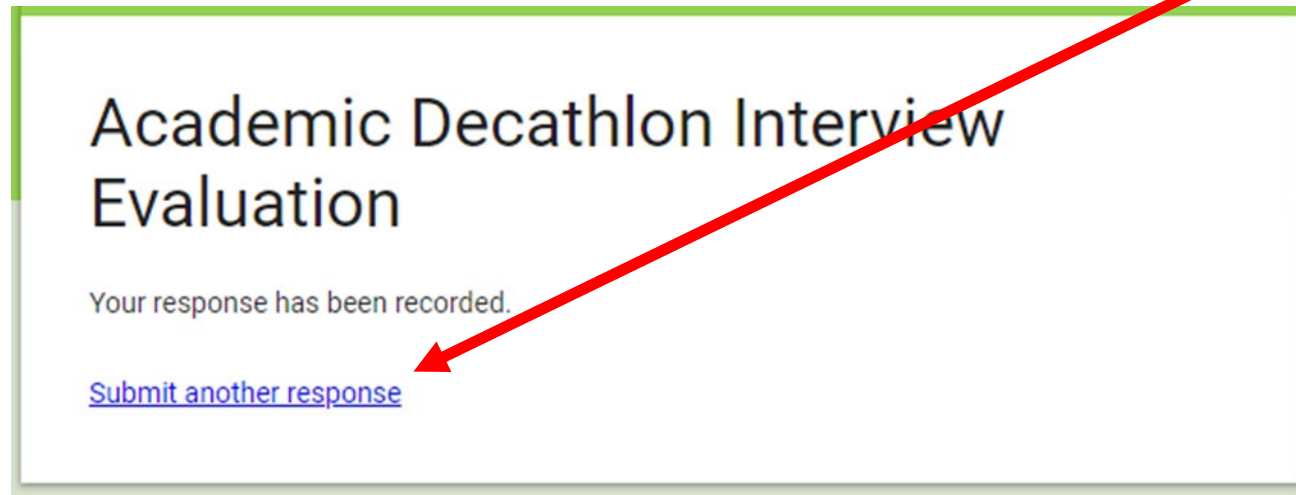 Academic Decathlon Interview
Evaluation
Your response has been recorded.
Submit another response